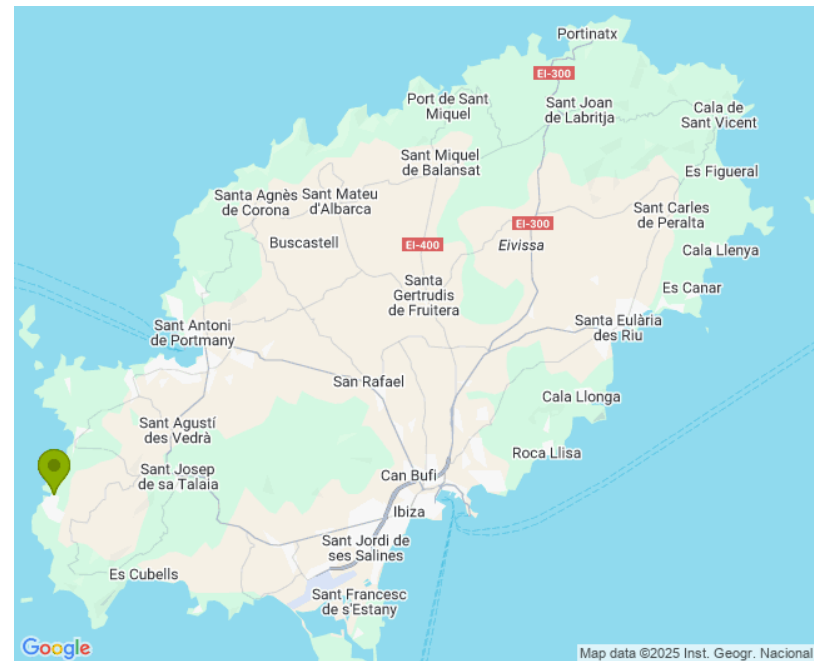 Portinatx
EI-300
Port de Sant
Miquel
Sant Joan
de Labritja
Cala de
Sant Vicent
Sant Miquel
de Balansat
Es Figueral
Santa Agnès
de Corona
Sant Mateu
d'Albarca
Sant Carles
de Peralta
EI-300
Buscastell
EI-400
Eivissa
Cala Llenya
Santa
Gertrudis
de Fruitera
Es Canar
Sant Antoni
de Portmany
Santa Eulària
des Riu
San Rafael
Cala Llonga
Sant Agustí
des Vedrà
Roca Llisa
Sant Josep
de sa Talaia
Can Bufi
Ibiza
Sant Jordi de
ses Salines
Es Cubells
Sant Francesc
de s'Estany
Google
Map data ©2025 Inst. Geogr. Nacional